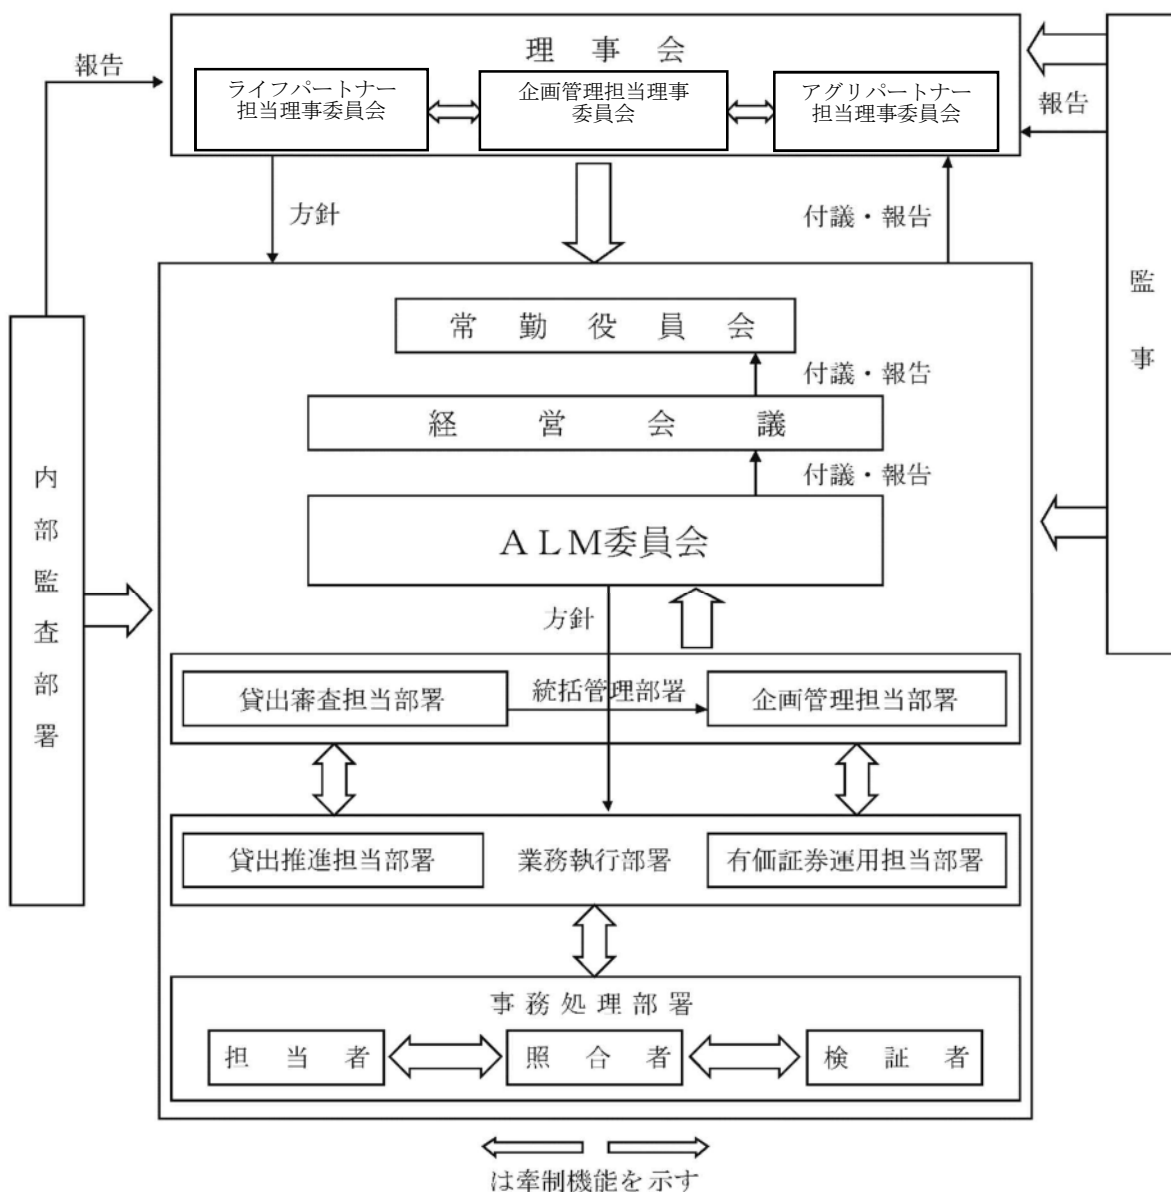 理事会
報告
ライフパートナー
担当理事委員会
企画管理担当理事
委員会
アグリパートナー
担当理事委員会
報告
方針
付議・報告
監事
常勤役員会
付議・報告
経営会議
付議・報告
内部監査部署
ALM委員会
方針
貸出審査担当部署
統括管理部署
企画管理担当部署
貸出推進担当部署
業務執行部署
有価証券運用担当部署
事務処理部署
担当者
照合者
検証者
は牽制機能を示す